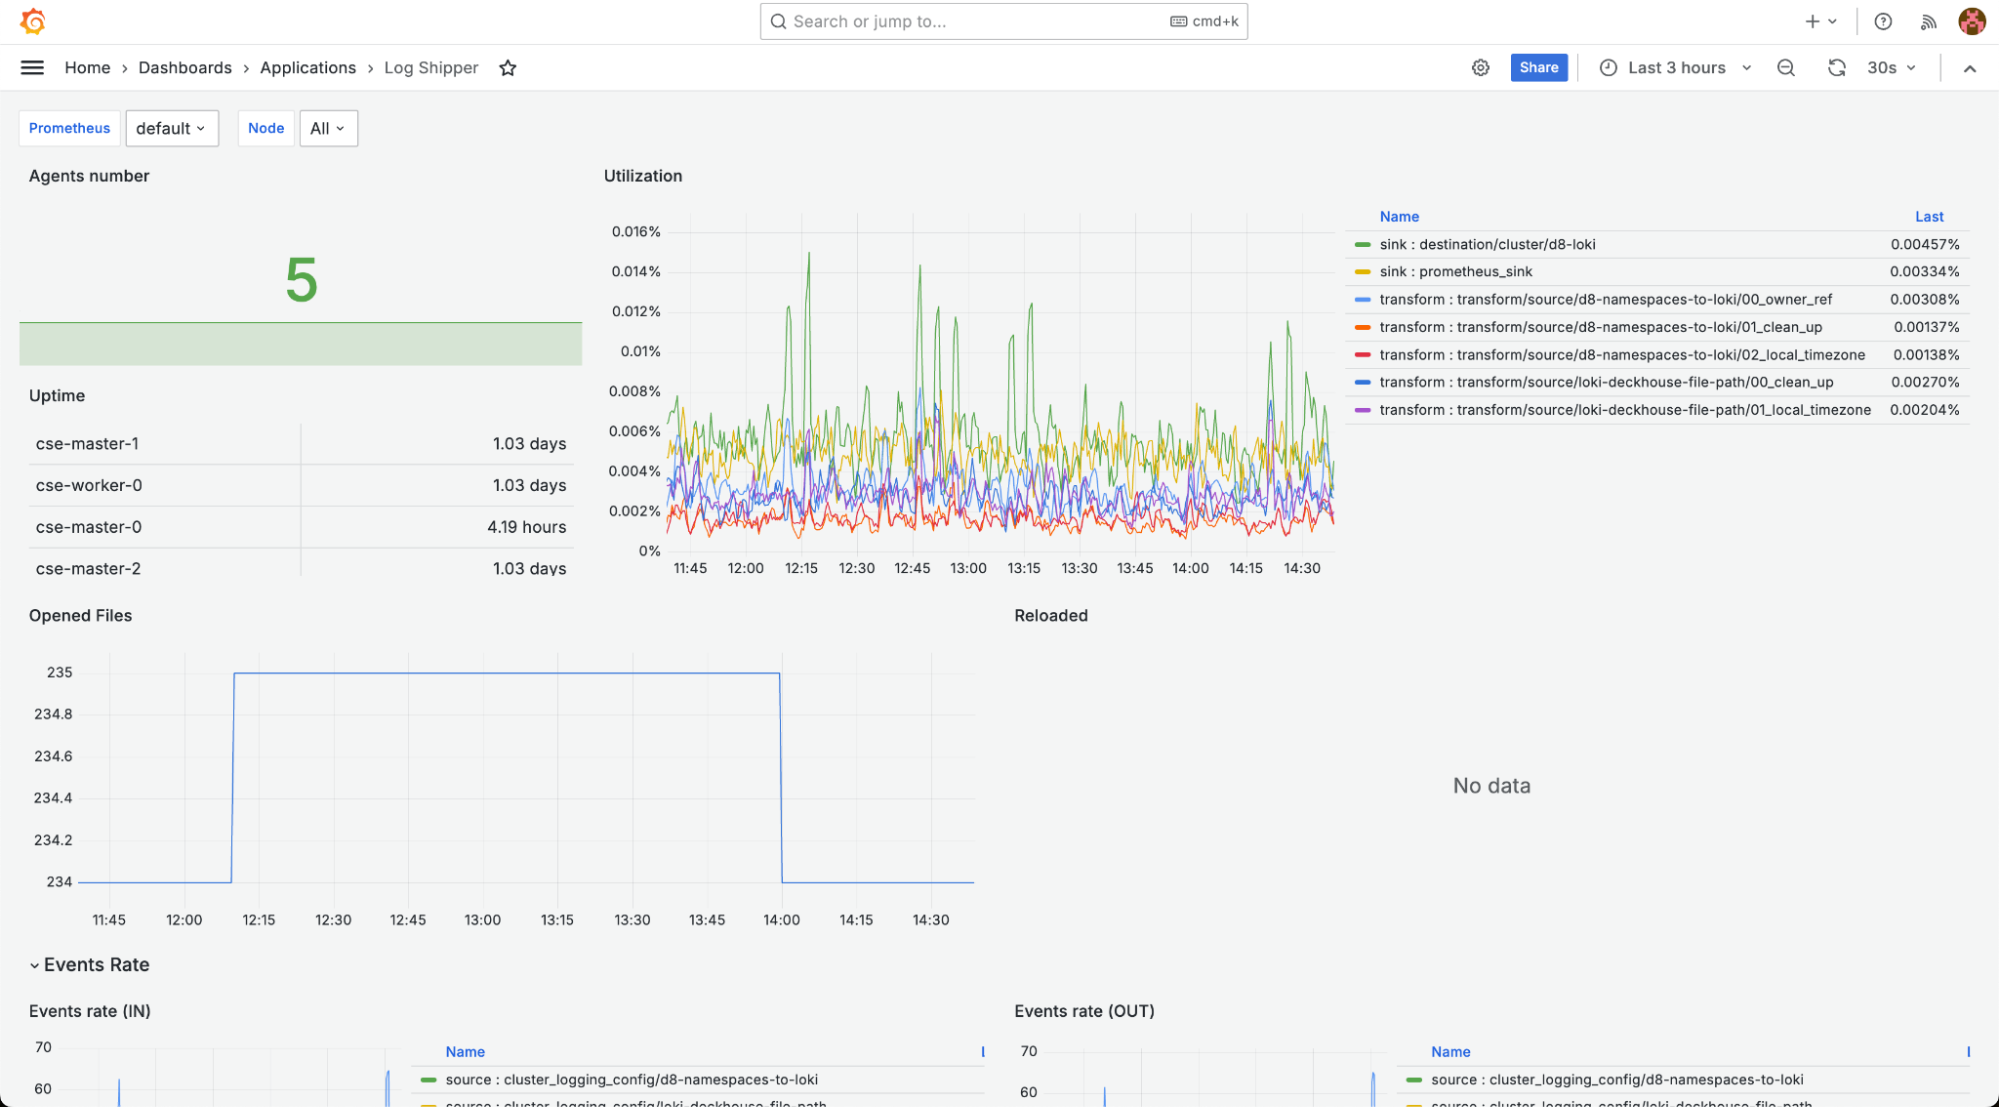 Search or jump to...
cmd+k
Home › Dashboards › Applications › Log Shipper
Share
Last 3 hours
30s
Prometheus
default
Node
All
Agents number
5
Uptime
cse-master-1 1.03 days
cse-worker-0 1.03 days
cse-master-0 4.19 hours
cse-master-2 1.03 days
Utilization
0.016%
0.014%
0.012%
0.01%
0.008%
0.006%
0.004%
0.002%
0%
11:45 12:00 12:15 12:30 12:45 13:00 13:15 13:30 13:45 14:00 14:15 14:30
Name Last
sink : destination/cluster/d8-loki 0.00457%
sink : prometheus_sink 0.00334%
transform : transform/source/d8-namespaces-to-loki/00_owner_ref 0.00308%
transform : transform/source/d8-namespaces-to-loki/01_clean_up 0.00137%
transform : transform/source/d8-namespaces-to-loki/02_local_timezone 0.00138%
transform : transform/source/loki-deckhouse-file-path/00_clean_up 0.00270%
transform : transform/source/loki-deckhouse-file-path/01_local_timezone 0.00204%
Opened Files
235
234.8
234.6
234.4
234.2
234
11:45 12:00 12:15 12:30 12:45 13:00 13:15 13:30 13:45 14:00 14:15 14:30
Reloaded
No data
Events Rate
Events rate (IN)
70
60
Name
source : cluster_logging_config/d8-namespaces-to-loki
source : cluster_logging_config/loki-deckhouse-file-path
Events rate (OUT)
70
60
Name
source : cluster_logging_config/d8-namespaces-to-loki
source : cluster_logging_config/loki-deckhouse-file-path